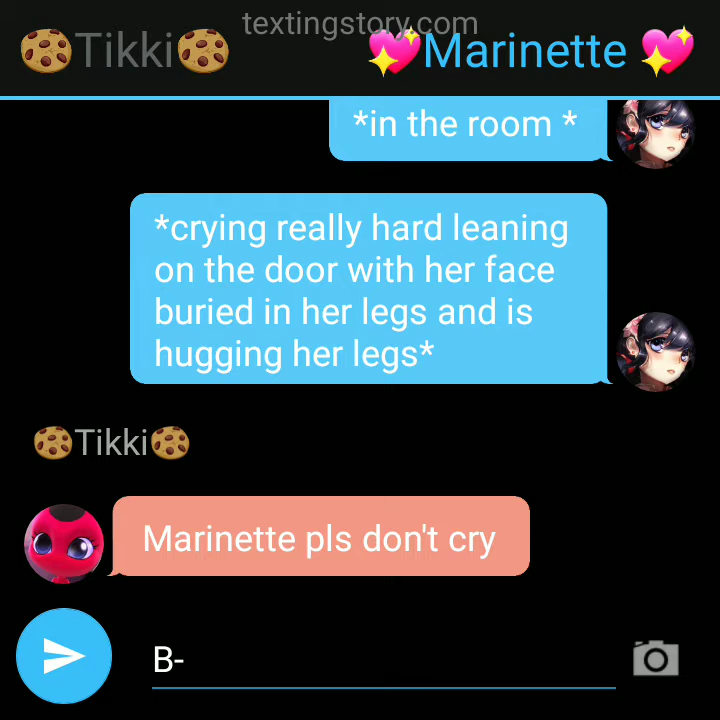 textingstory.com
🍪Tikki🍪
💖Marinette 💖
*in the room *
*crying really hard leaning
on the door with her face
buried in her legs and is
hugging her legs*
🍪Tikki🍪
Marinette pls don't cry
B-